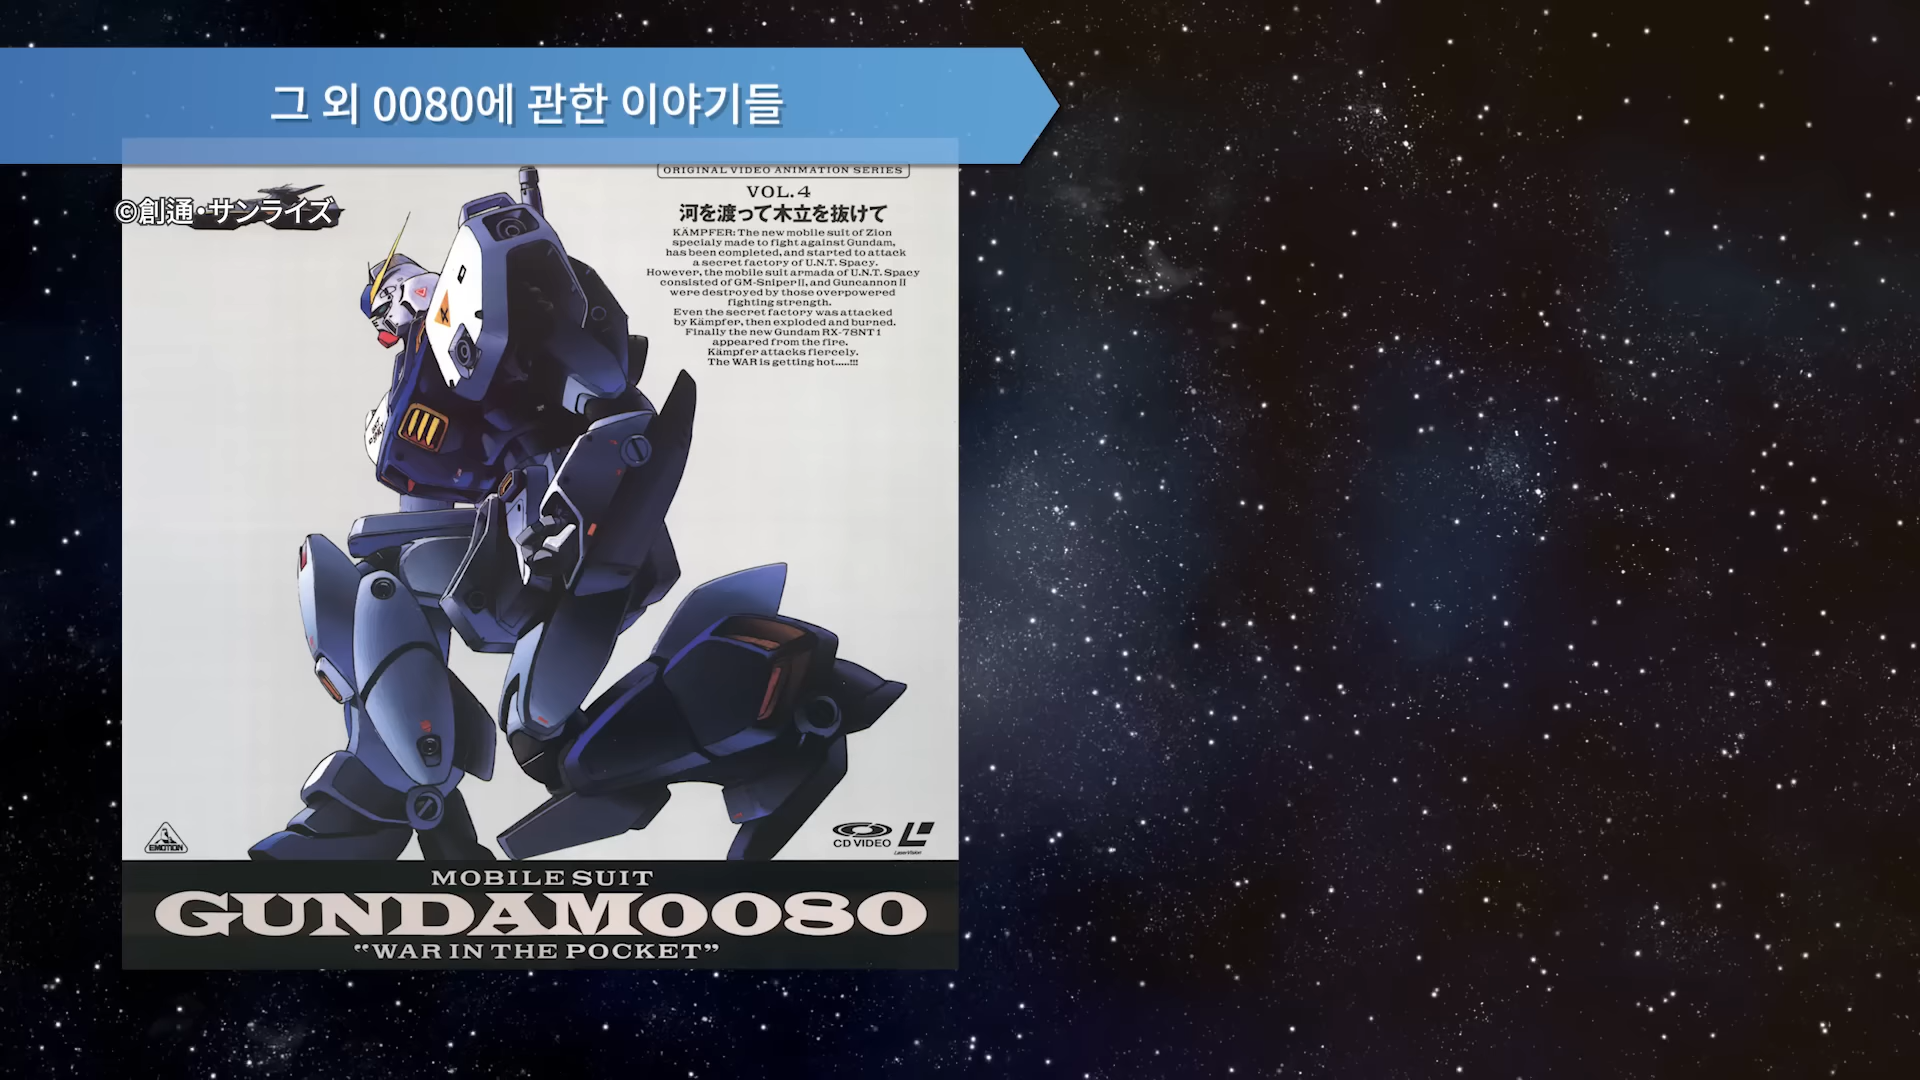 그 외 0080에 관한 이야기들
©創通・サンライズ
ORIGINAL VIDEO ANIMATION SERIES
VOL.4
河を渡って木立を抜けて
KÄMPFER: The new mobile suit of Zion
specialy made to fight against Gundam,
has been completed, and started to attack
a secret factory of U.N.T. Spacy.
However, the mobile suit armada of U.N.T. Spacy
consisted of GM-Sniper II, and Guncannon II
were destroyed by those overpowered
fighting strength.
Even the secret factory was attacked
by Kämpfer, then exploded and burned.
Finally the new Gundam RX-78NT1
appeared from the fire.
Kämpfer attacks fiercely.
The WAR is getting hot.....!!!
EMOTION
CD VIDEO
LaserVision
MOBILE SUIT
GUNDAM0080
"WAR IN THE POCKET"